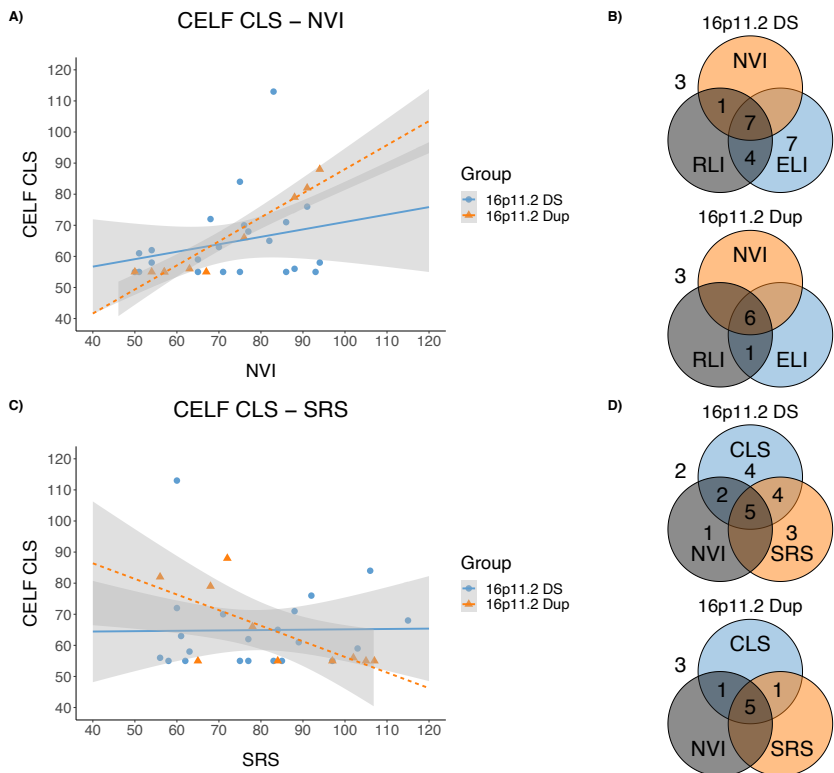 A)
CELF CLS – NVI
120
110
100
90
80
70
60
50
40
CELF CLS
40 50 60 70 80 90 100 110 120
NVI
Group
16p11.2 DS
16p11.2 Dup
B)
16p11.2 DS
NVI
3
1
7
7
RLI
4
ELI
16p11.2 Dup
NVI
3
6
RLI
1
ELI
C)
CELF CLS – SRS
120
110
100
90
80
70
60
50
40
CELF CLS
40 50 60 70 80 90 100 110 120
SRS
Group
16p11.2 DS
16p11.2 Dup
D)
16p11.2 DS
CLS
2
4
2
4
5
1
3
NVI
SRS
16p11.2 Dup
CLS
3
1
1
5
NVI
SRS